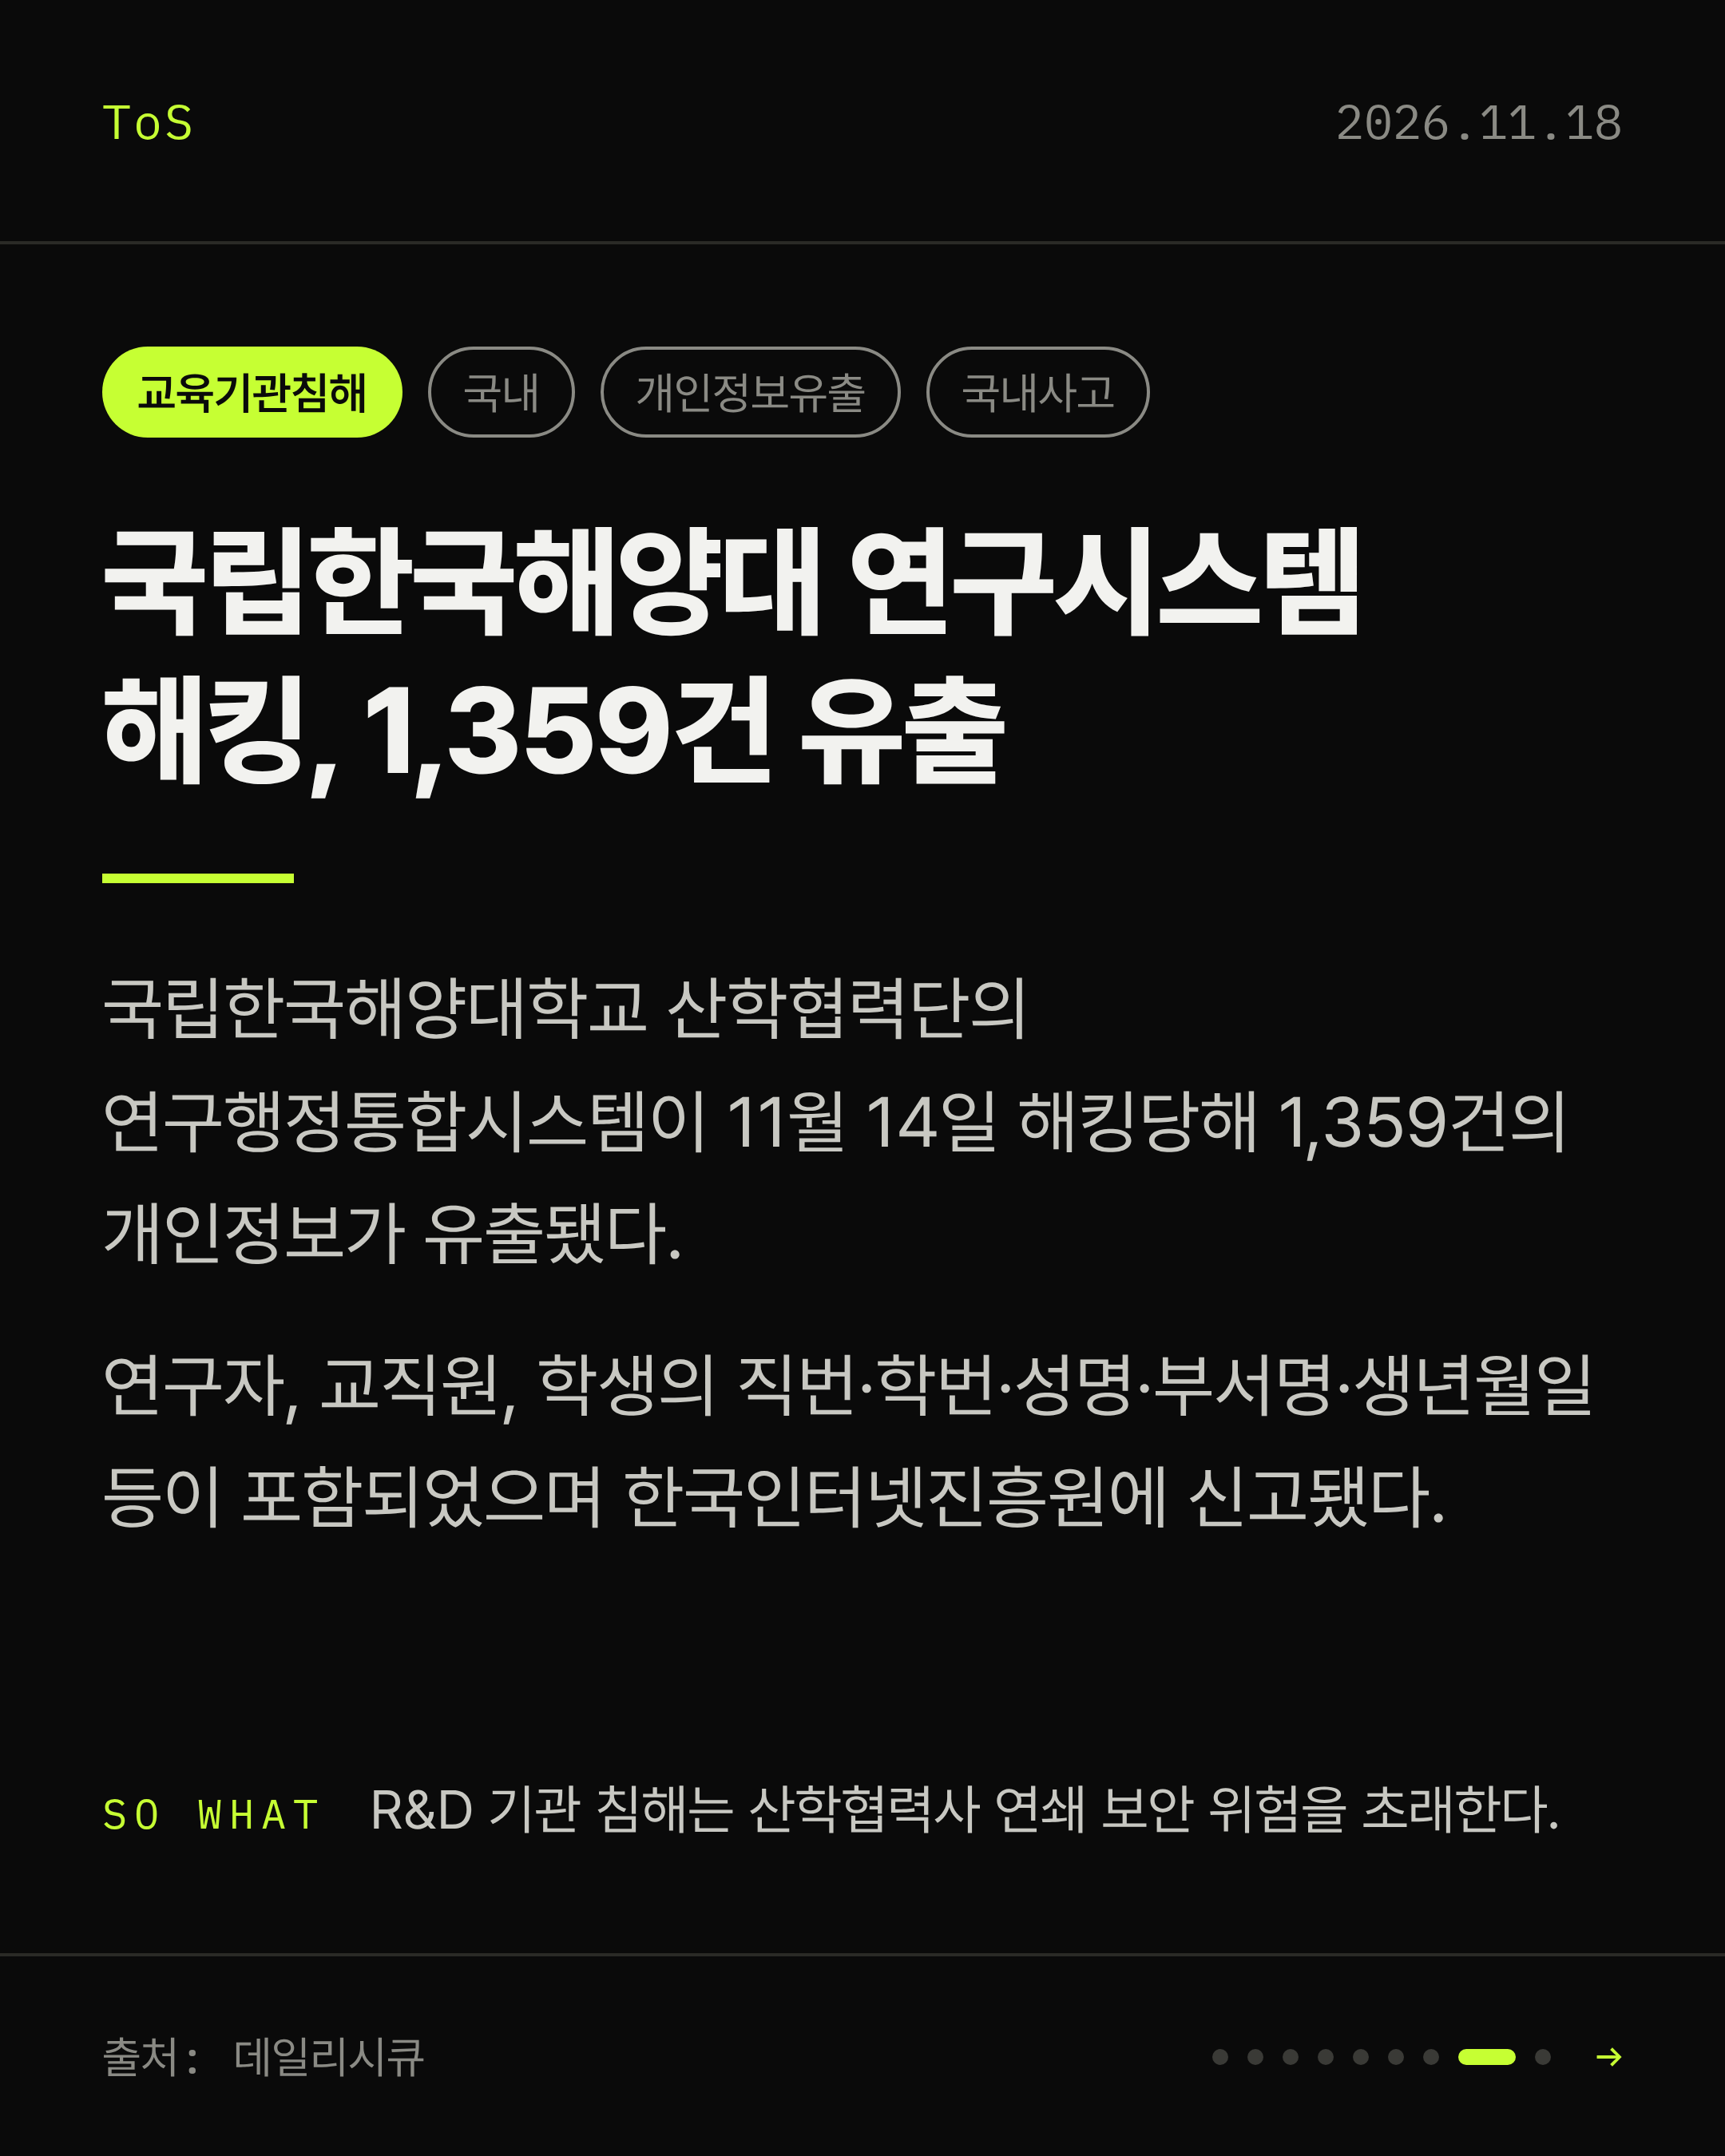 ToS
2026.11.18
교육기관침해 국내 개인정보유출 국내사고
국립한국해양대 연구시스템
해킹, 1,359건 유출
국립한국해양대학교 산학협력단의
연구행정통합시스템이 11월 14일 해킹당해 1,359건의
개인정보가 유출됐다.
연구자, 교직원, 학생의 직번·학번·성명·부서명·생년월일
등이 포함되었으며 한국인터넷진흥원에 신고됐다.
SO WHAT R&D 기관 침해는 산학협력사 연쇄 보안 위험을 초래한다.
출처: 데일리시큐
→